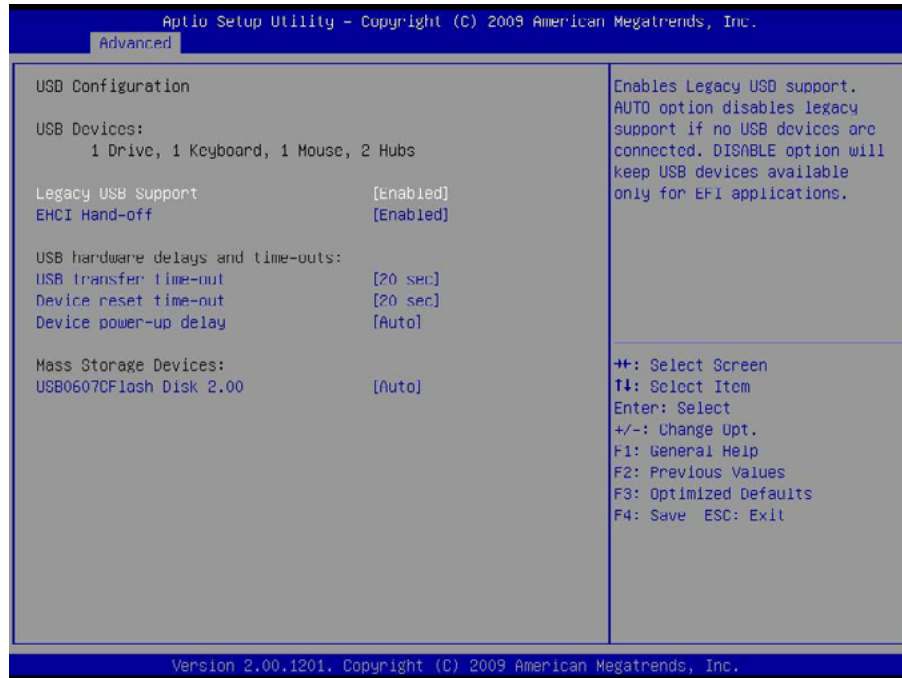 Aptio Setup Utility – Copyright (C) 2009 American Megatrends, Inc.
Advanced
USB Configuration
USB Devices:
1 Drive, 1 Keyboard, 1 Mouse, 2 Hubs
Legacy USB Support [Enabled]
EHCI Hand-off [Enabled]
USB hardware delays and time-outs:
USB transfer time-out [20 sec]
Device reset time-out [20 sec]
Device power-up delay [Auto]
Mass Storage Devices:
USB0607CFlash Disk 2.00 [Auto]
Enables Legacy USB support.
AUTO option disables legacy
support if no USB devices are
connected. DISABLE option will
keep USB devices available
only for EFI applications.
→←: Select Screen
↑↓: Select Item
Enter: Select
+/-: Change Opt.
F1: General Help
F2: Previous Values
F3: Optimized Defaults
F4: Save ESC: Exit
Version 2.00.1201. Copyright (C) 2009 American Megatrends, Inc.